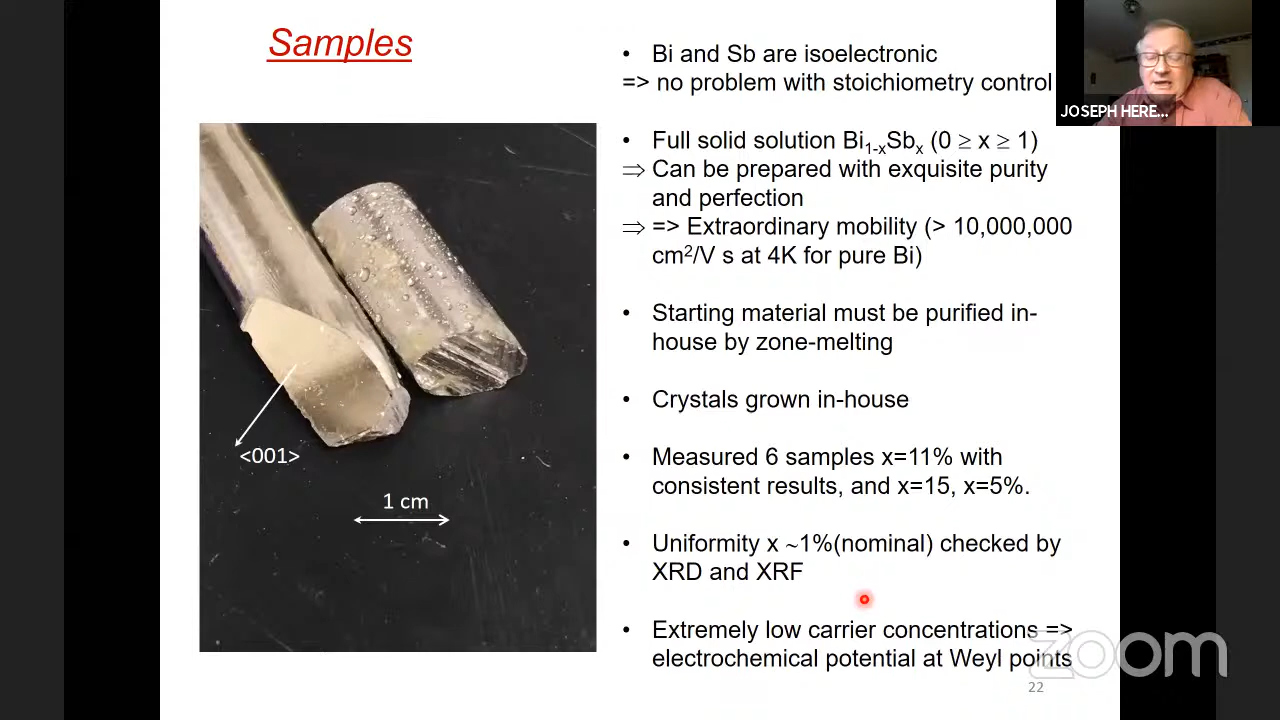 Samples
• Bi and Sb are isoelectronic
=> no problem with stoichiometry control
JOSEPH HERE...
• Full solid solution Bi1-xSbx (0 ≥ x ≥ 1)
⇒ Can be prepared with exquisite purity
and perfection
⇒ => Extraordinary mobility (> 10,000,000
cm²/V s at 4K for pure Bi)
• Starting material must be purified in-
house by zone-melting
• Crystals grown in-house
• Measured 6 samples x=11% with
consistent results, and x=15, x=5%.
• Uniformity x ~1%(nominal) checked by
XRD and XRF
• Extremely low carrier concentrations =>
electrochemical potential at Weyl points
<001>
1 cm
zoom
22